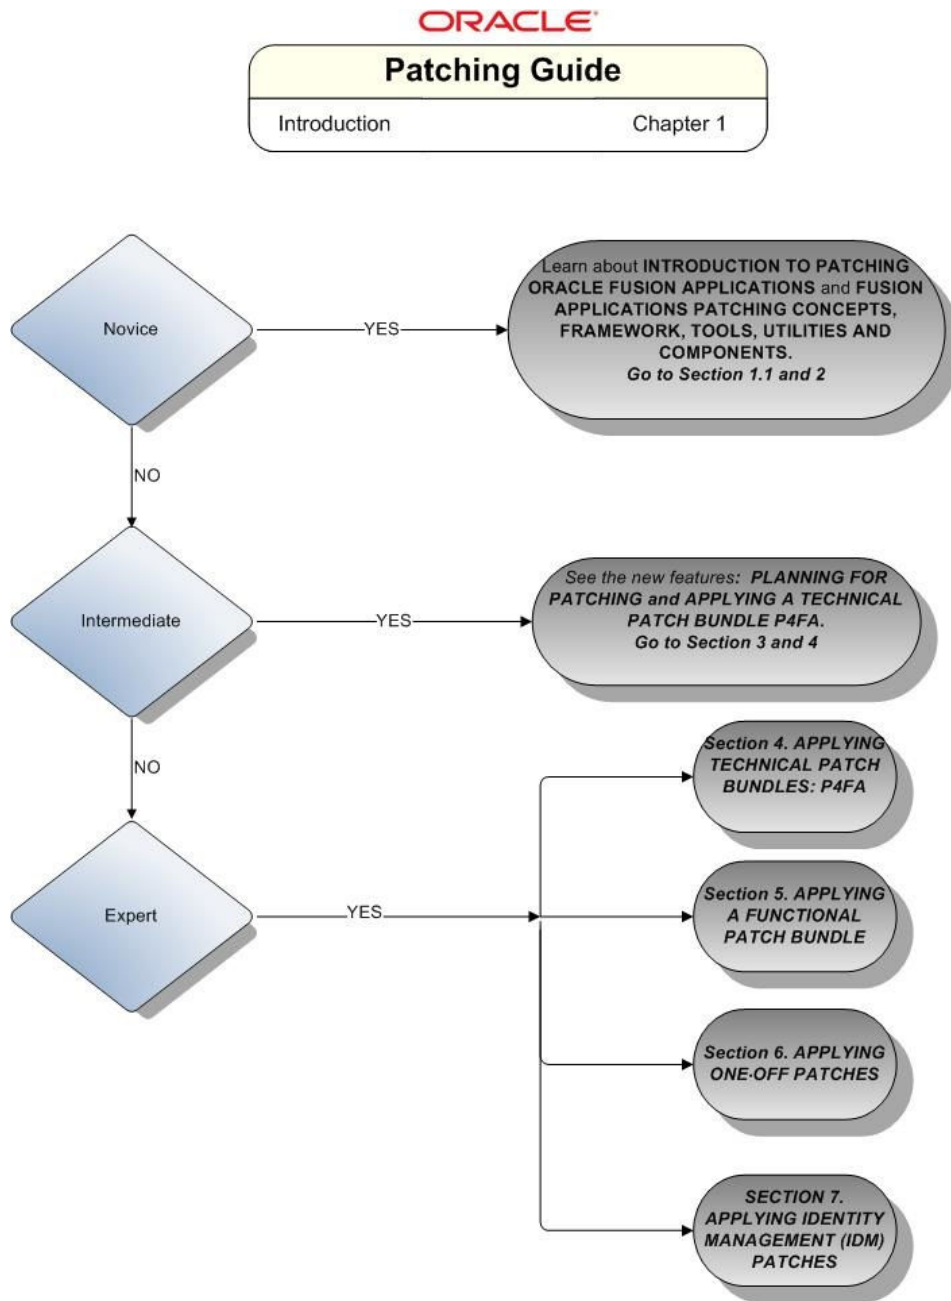 ORACLE
Patching Guide
Introduction
Chapter 1
Novice
YES
Learn about INTRODUCTION TO PATCHING
ORACLE FUSION APPLICATIONS and FUSION
APPLICATIONS PATCHING CONCEPTS,
FRAMEWORK, TOOLS, UTILITIES AND
COMPONENTS.
Go to Section 1.1 and 2
NO
Intermediate
YES
See the new features: PLANNING FOR
PATCHING and APPLYING A TECHNICAL
PATCH BUNDLE P4FA.
Go to Section 3 and 4
NO
Expert
YES
Section 4. APPLYING
TECHNICAL PATCH
BUNDLES: P4FA
Section 5. APPLYING
A FUNCTIONAL
PATCH BUNDLE
Section 6. APPLYING
ONE-OFF PATCHES
SECTION 7.
APPLYING IDENTITY
MANAGEMENT (IDM)
PATCHES